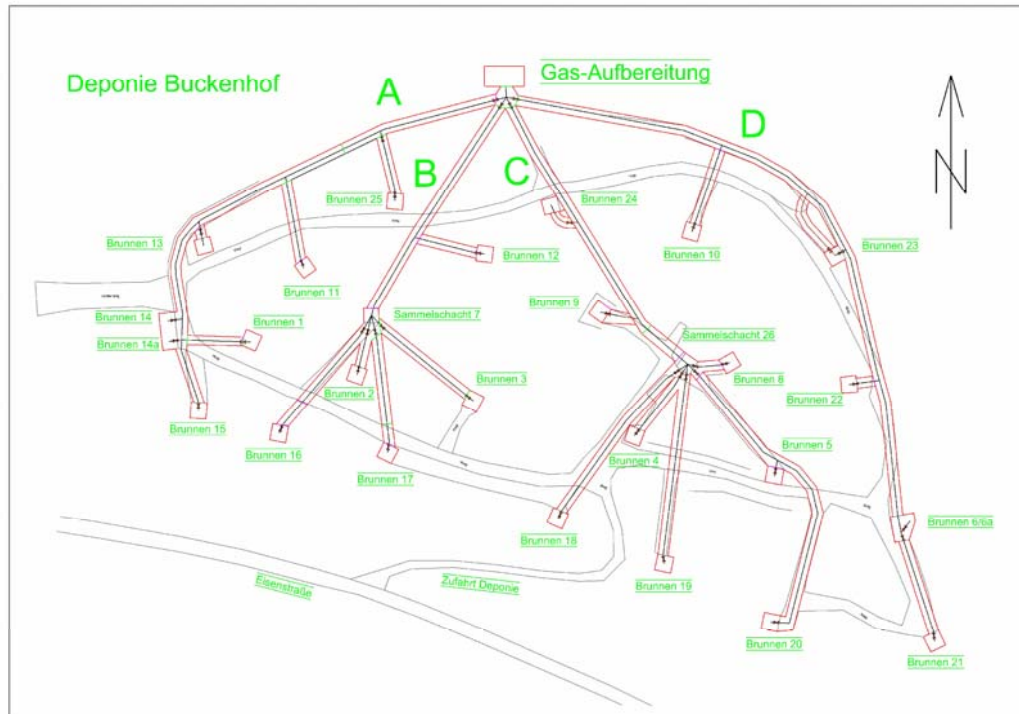 Deponie Buckenhof
Gas-Aufbereitung
A
B
C
D
N
Brunnen 25
Brunnen 24
Brunnen 13
Brunnen 11
Brunnen 12
Brunnen 10
Brunnen 23
Brunnen 14
Brunnen 14a
Brunnen 1
Sammelschacht 7
Brunnen 9
Sammelschacht 26
Brunnen 2
Brunnen 3
Brunnen 22
Brunnen 15
Brunnen 16
Brunnen 17
Brunnen 4
Brunnen 5
Brunnen 18
Brunnen 19
Brunnen 6/6a
Eisenstraße
Zufahrt Deponie
Brunnen 20
Brunnen 21